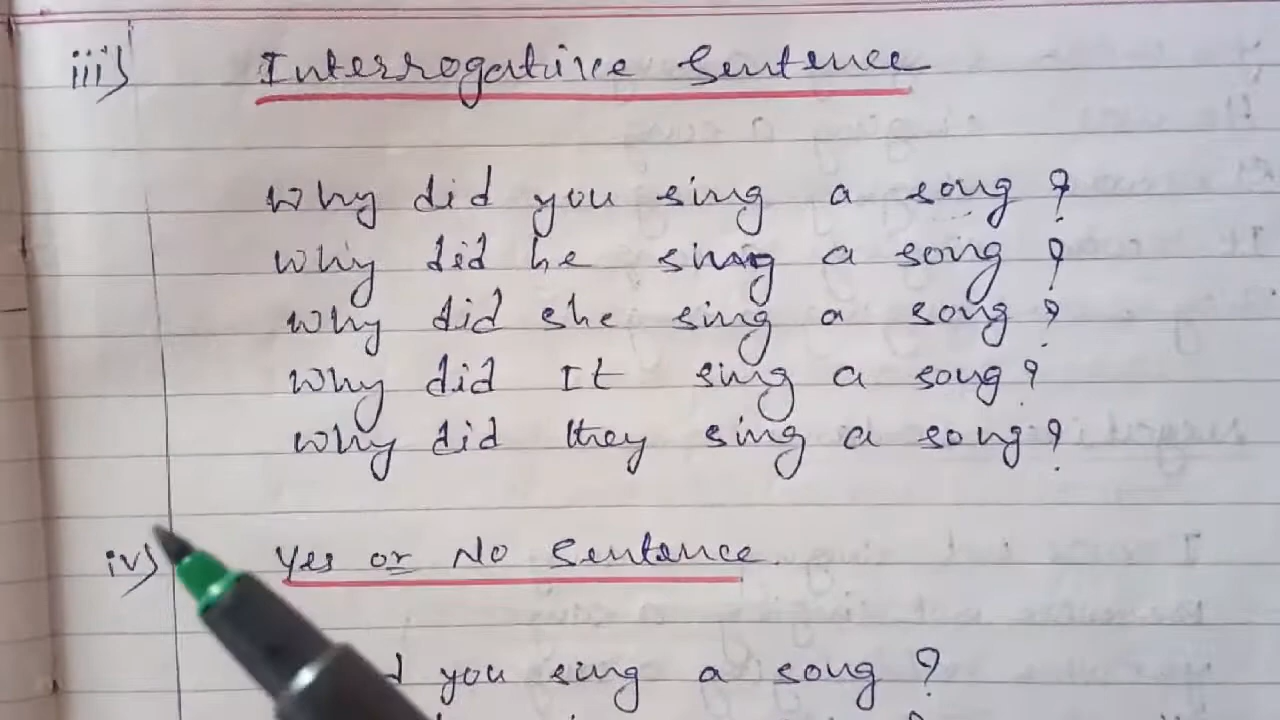 iii) Interrogative Sentence
Why did you sing a song ?
Why did he sing a song ?
Why did she sing a song ?
Why did It sing a song ?
Why did they sing a song ?
iv) Yes or No Sentence
you sing a song ?